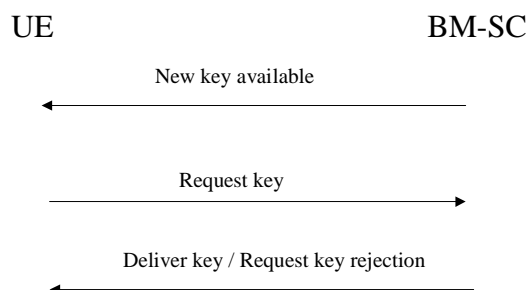 UE BM-SC
New key available
Request key
Deliver key / Request key rejection